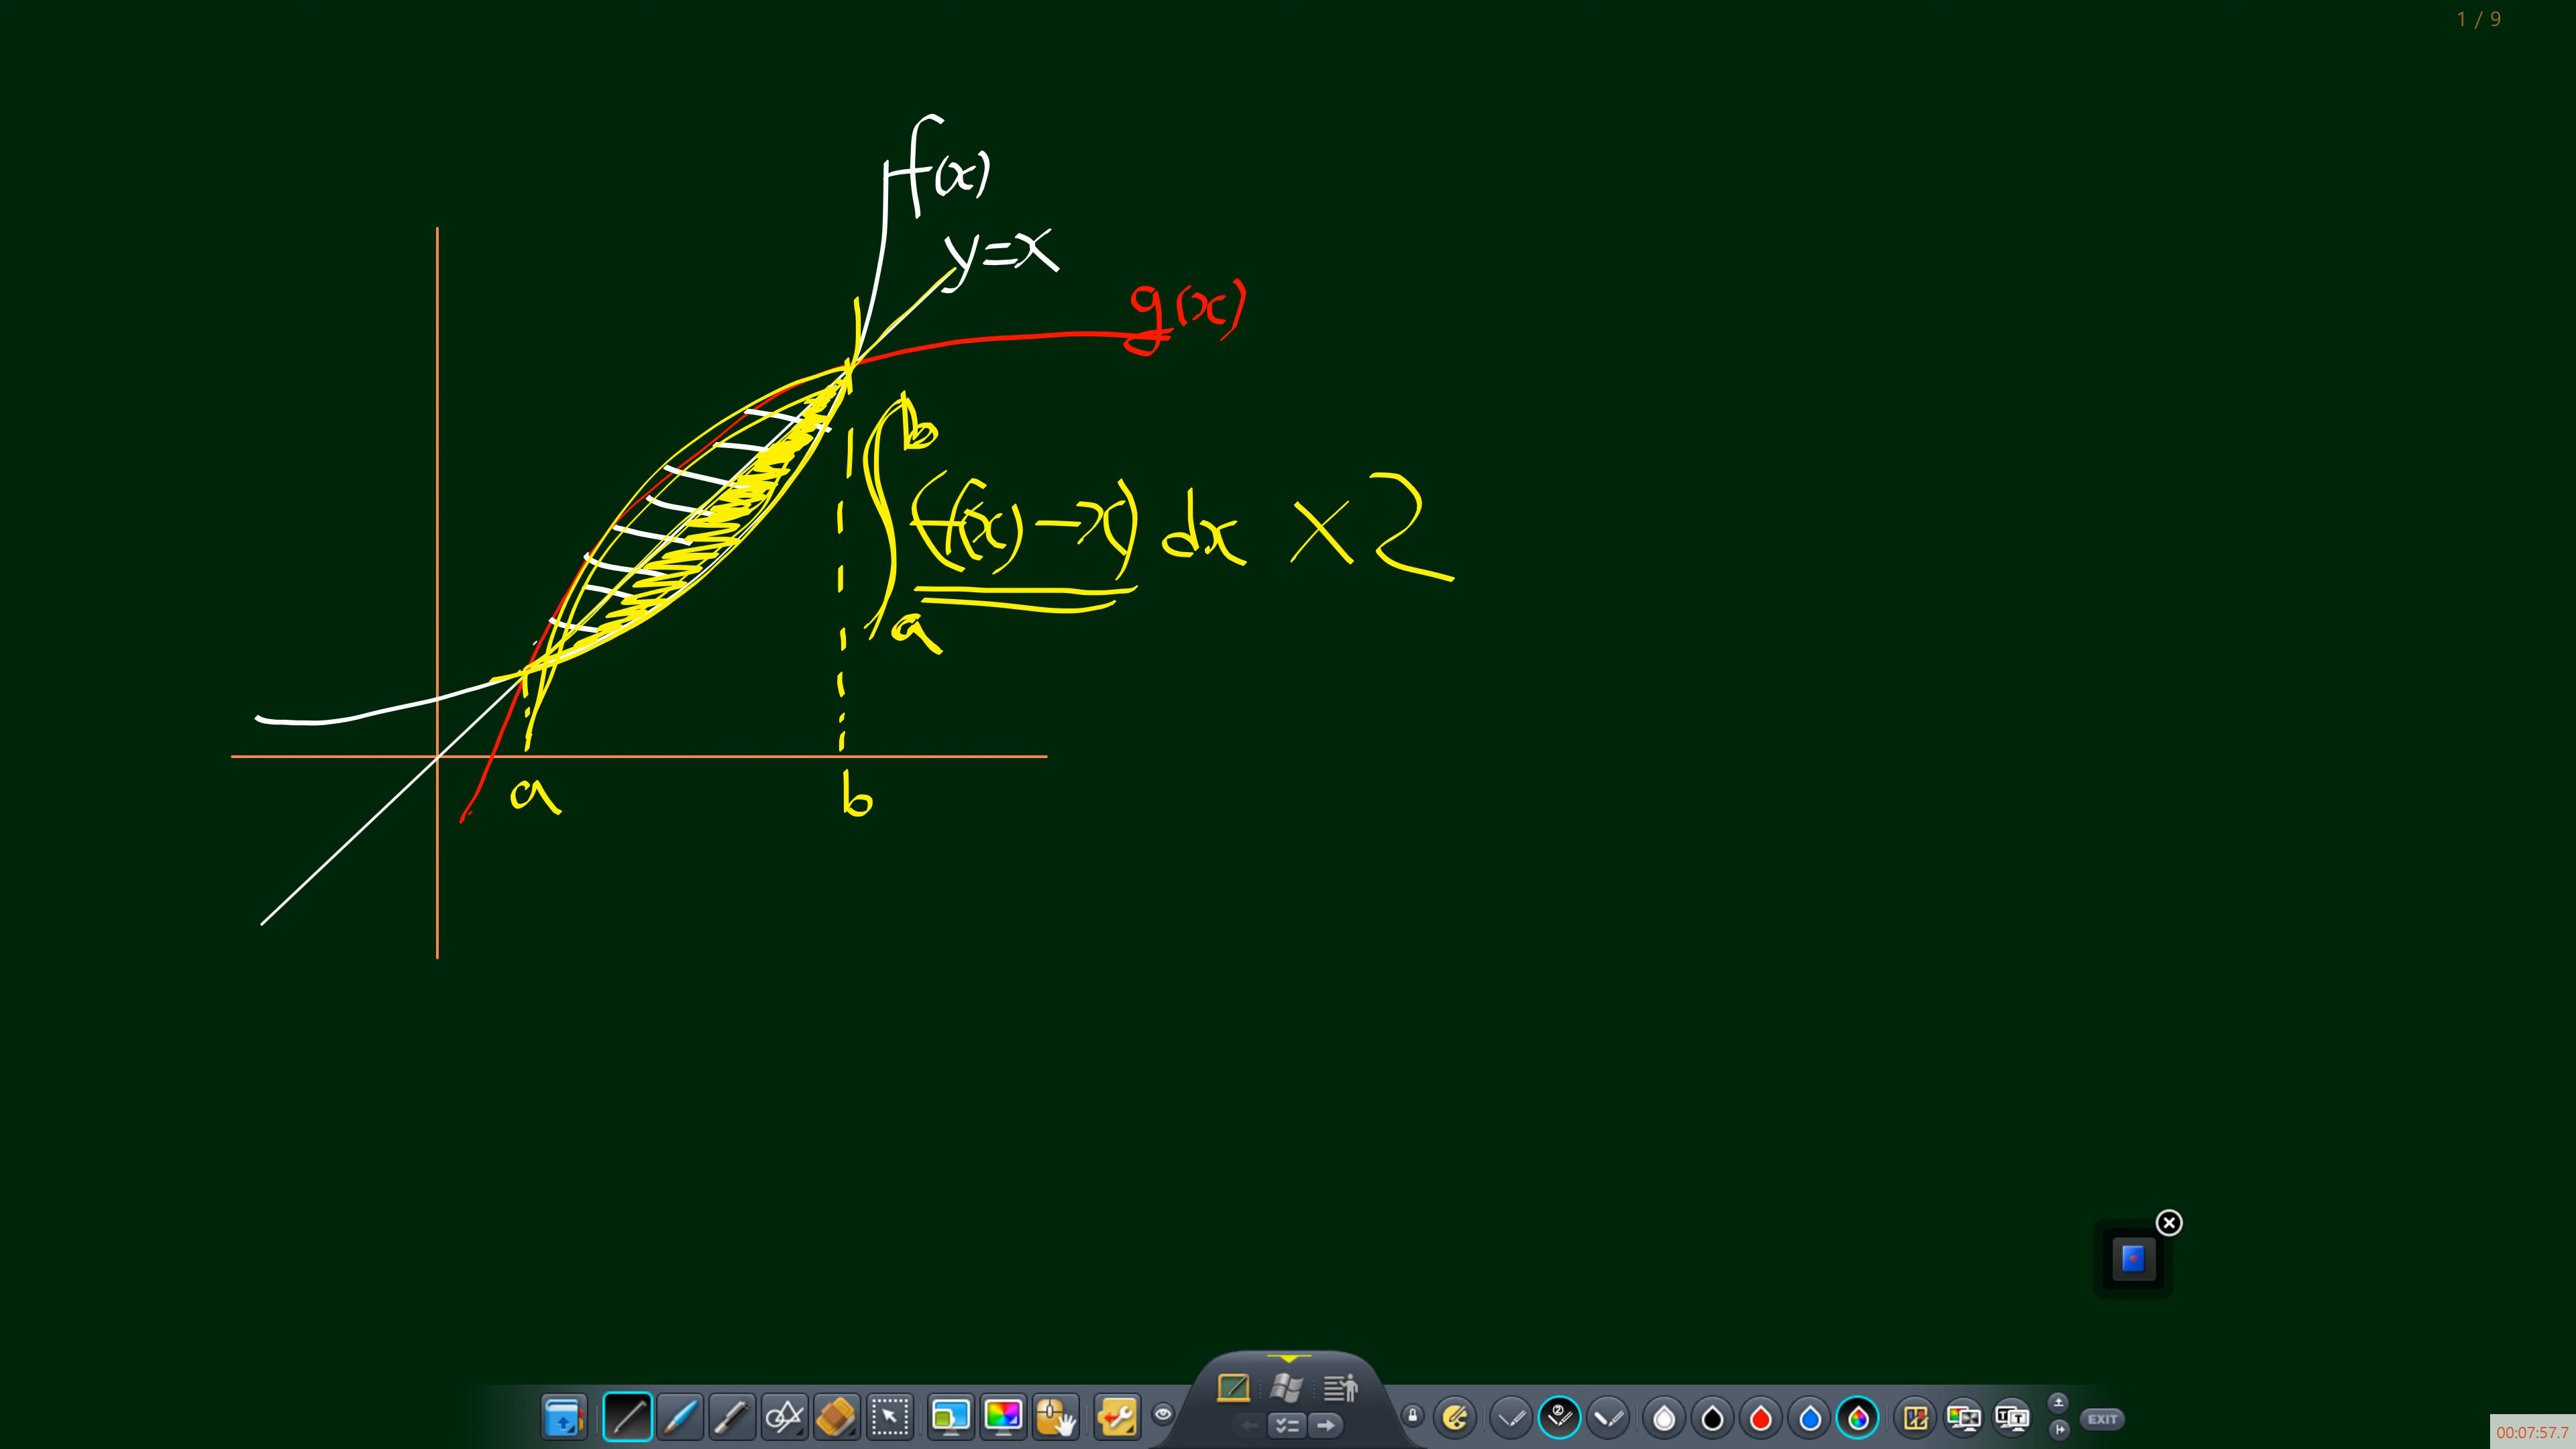 1 / 9
f(x)
y=x
g(x)
∫ₐᵇ (f(x)-x) dx × 2
a
b
EXIT
00:07:57.7